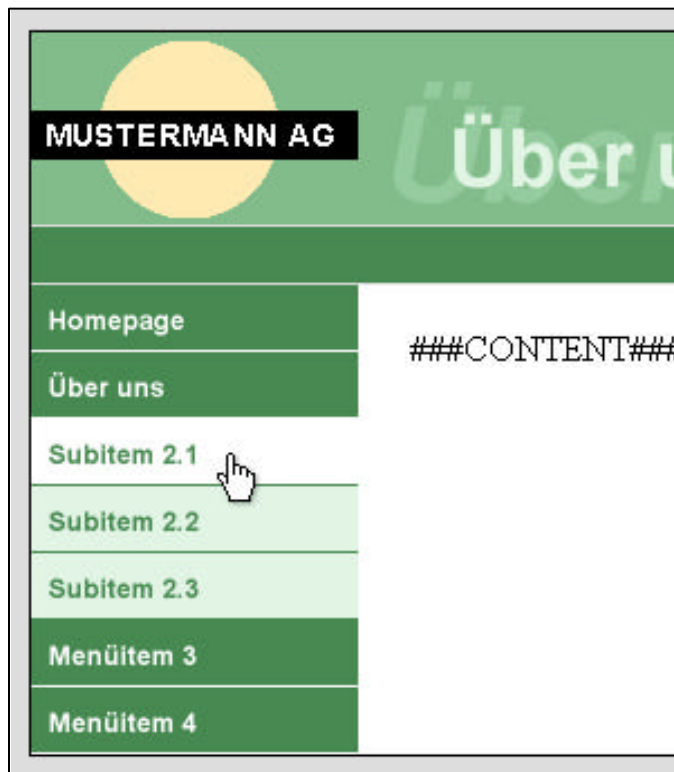 MUSTERMANN AG
Über
Homepage
###CONTENT###
Über uns
Subitem 2.1
Subitem 2.2
Subitem 2.3
Menüitem 3
Menüitem 4